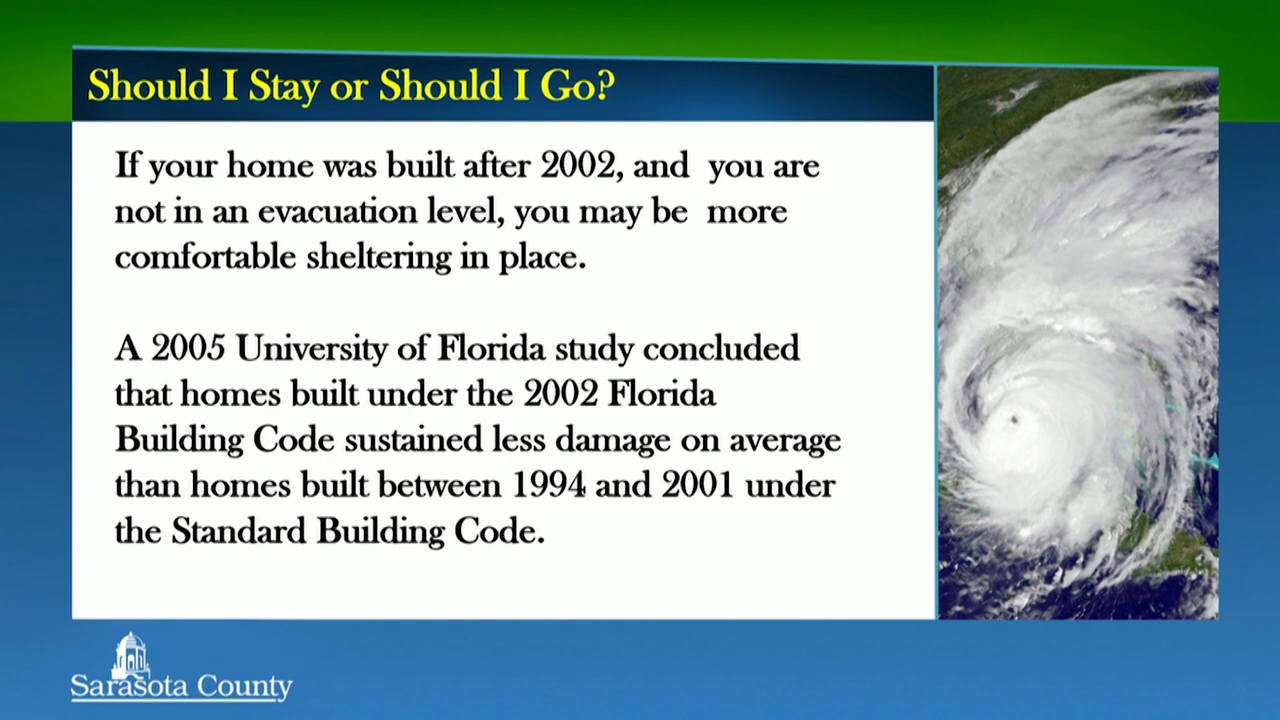 Should I Stay or Should I Go?
If your home was built after 2002, and  you are
not in an evacuation level, you may be  more
comfortable sheltering in place.
A 2005 University of Florida study concluded
that homes built under the 2002 Florida
Building Code sustained less damage on average
than homes built between 1994 and 2001 under
the Standard Building Code.
Sarasota County